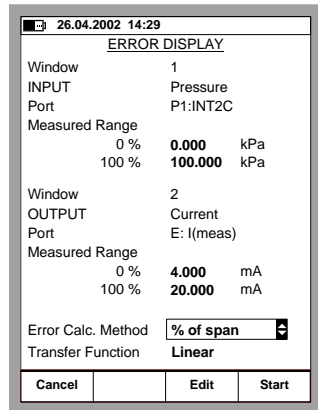 26.04.2002 14:29
ERROR DISPLAY
Window 1
INPUT Pressure
Port P1:INT2C
Measured Range
0 % 0.000 kPa
100 % 100.000 kPa
Window 2
OUTPUT Current
Port E: I(meas)
Measured Range
0 % 4.000 mA
100 % 20.000 mA
Error Calc. Method % of span
Transfer Function Linear
Cancel Edit Start